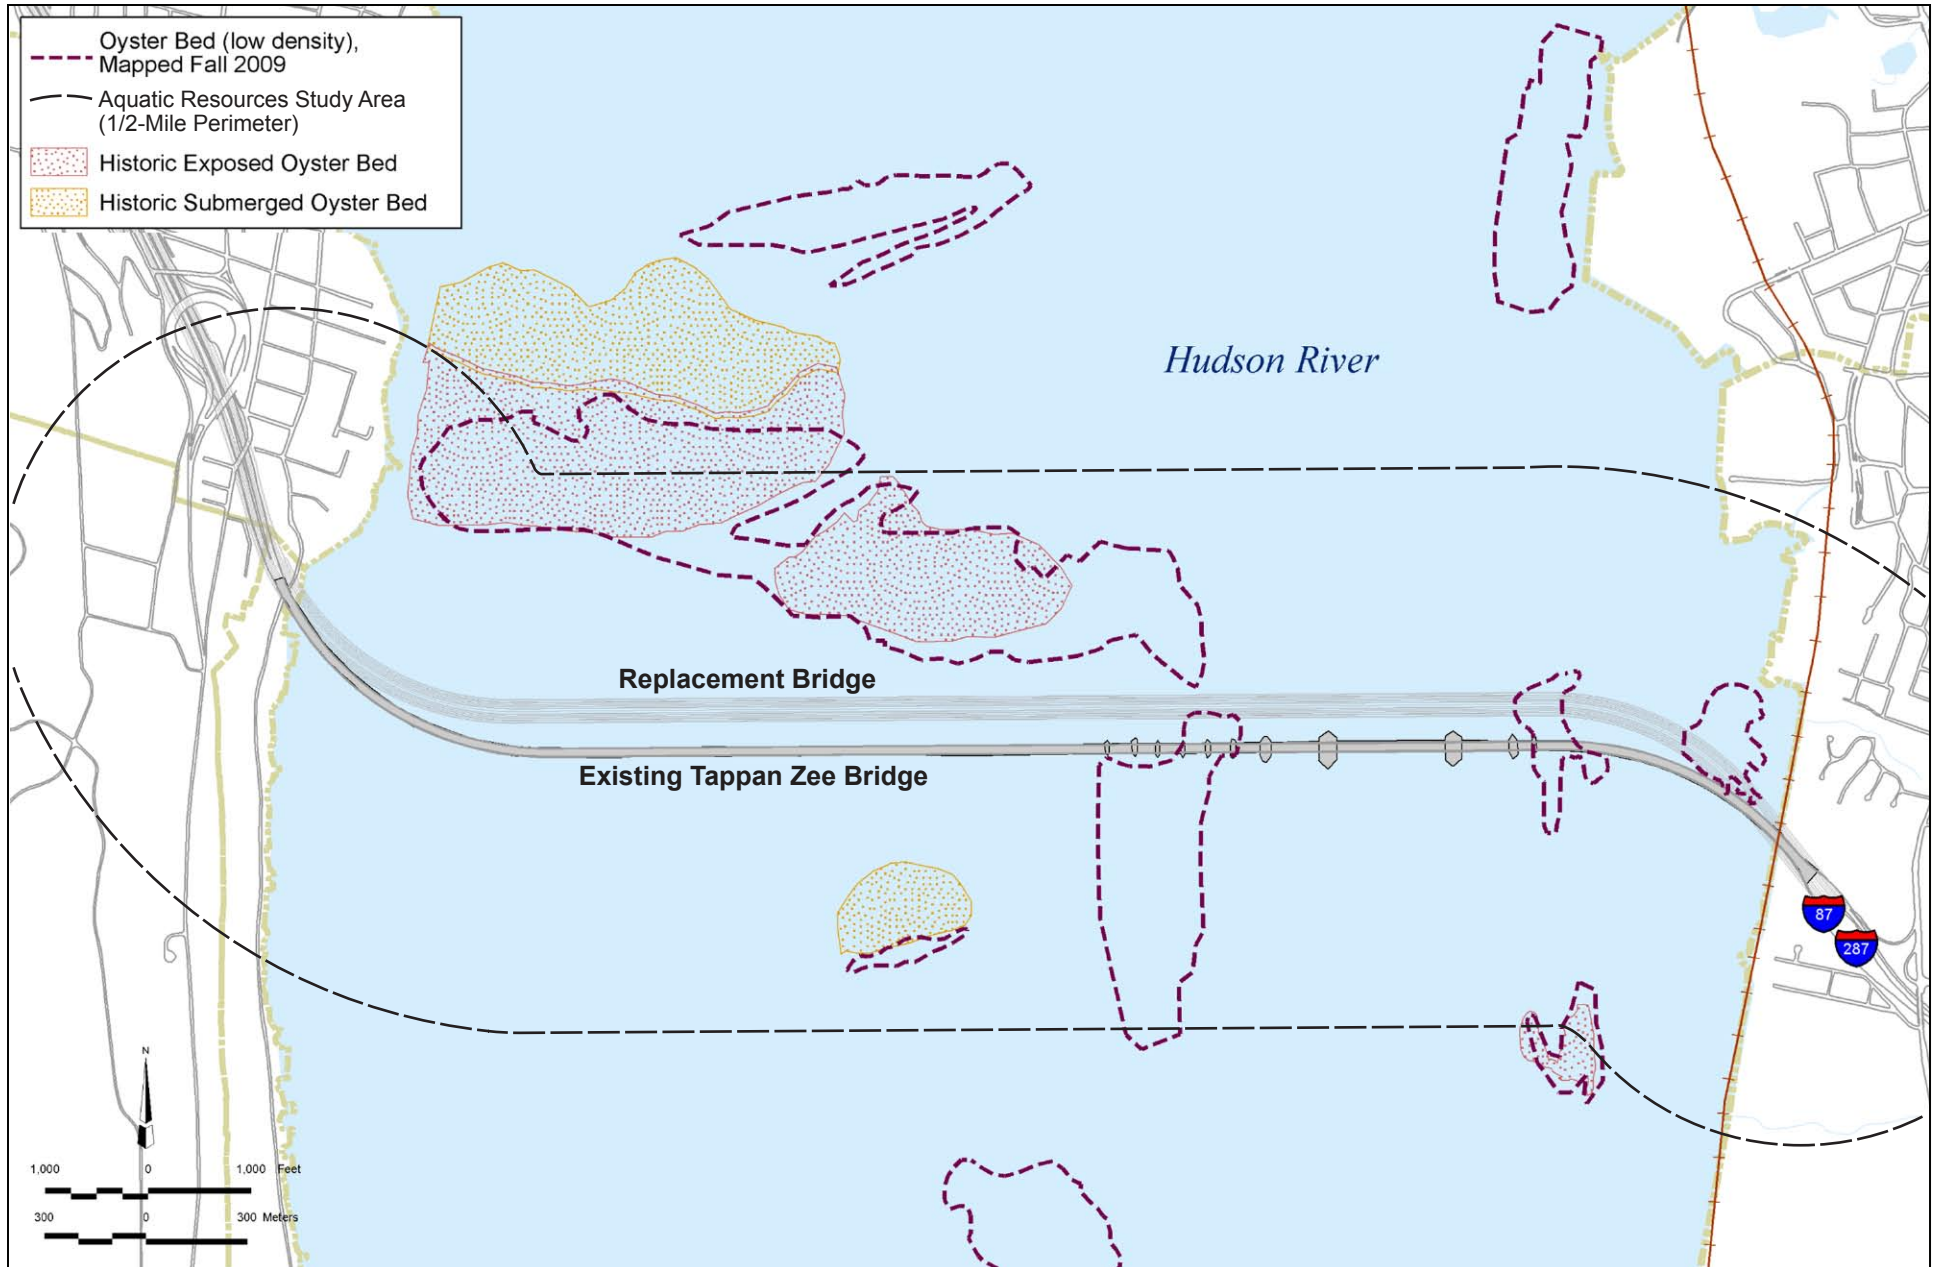 Oyster Bed (low density),
Mapped Fall 2009
Aquatic Resources Study Area
(1/2-Mile Perimeter)
Historic Exposed Oyster Bed
Historic Submerged Oyster Bed
Hudson River
Replacement Bridge
Existing Tappan Zee Bridge
87
287
N
1,000 0 1,000 Feet
300 0 300 Meters